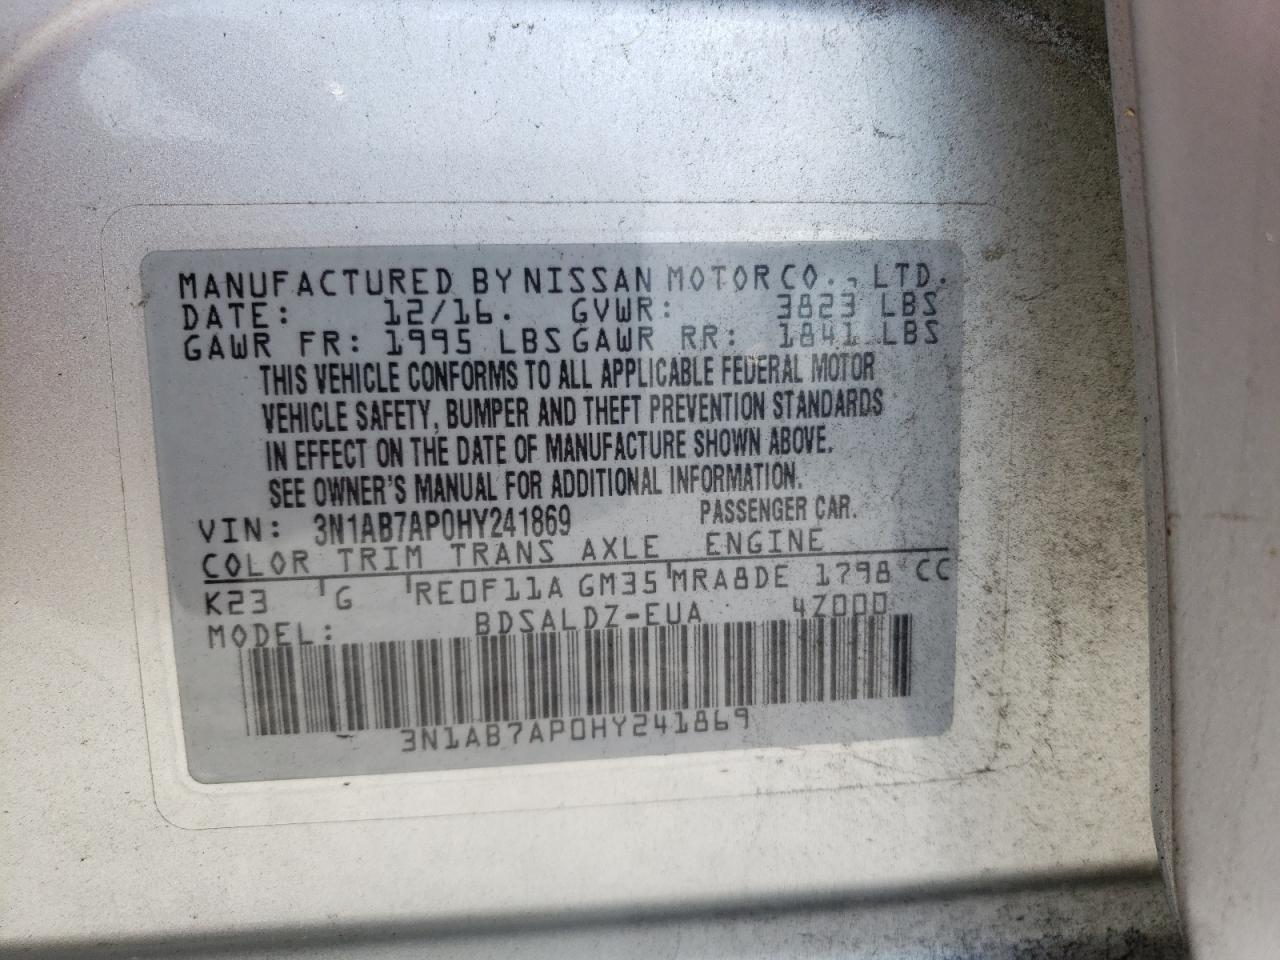 MANUFACTURED BY NISSAN MOTOR CO., LTD.
DATE: 12/16. GVWR: 3823 LBS
GAWR FR: 1995 LBS GAWR RR: 1841 LBS
THIS VEHICLE CONFORMS TO ALL APPLICABLE FEDERAL MOTOR
VEHICLE SAFETY, BUMPER AND THEFT PREVENTION STANDARDS
IN EFFECT ON THE DATE OF MANUFACTURE SHOWN ABOVE.
SEE OWNER'S MANUAL FOR ADDITIONAL INFORMATION.
VIN: 3N1AB7AP0HY241869 PASSENGER CAR.
COLOR TRIM TRANS AXLE ENGINE
K23 G RE0F11A GM35 MRA8DE 1798 CC
MODEL: BDSALDZ-EUA 4Z000
3N1AB7AP0HY241869